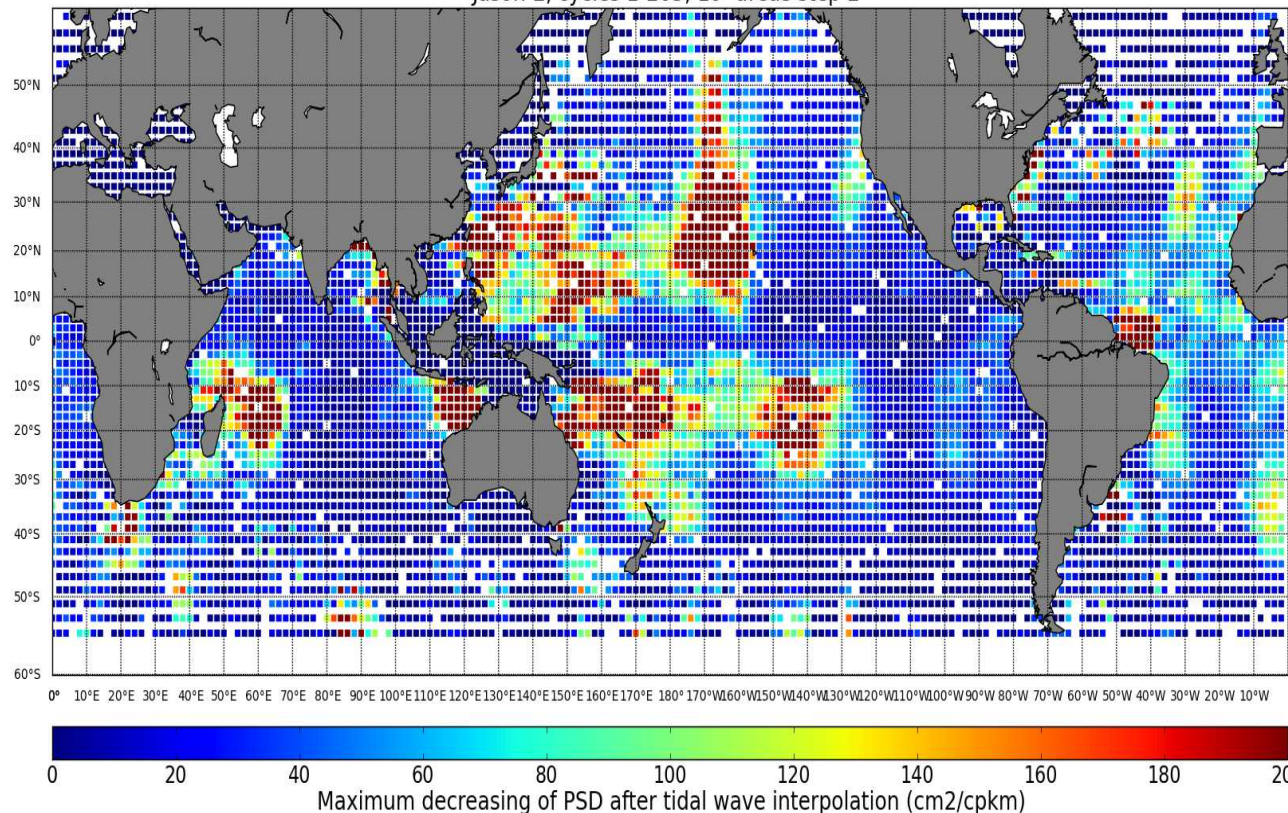 50°N
40°N
30°N
20°N
10°N
0°
10°S
20°S
30°S
40°S
50°S
60°S
0° 10°E 20°E 30°E 40°E 50°E 60°E 70°E 80°E 90°E 100°E 110°E 120°E 130°E 140°E 150°E 160°E 170°E 180° 170°W 160°W 150°W 140°W 130°W 120°W 110°W 100°W 90°W 80°W 70°W 60°W 50°W 40°W 30°W 20°W 10°W
0 20 40 60 80 100 120 140 160 180 20
Maximum decreasing of PSD after tidal wave interpolation (cm2/cpkm)